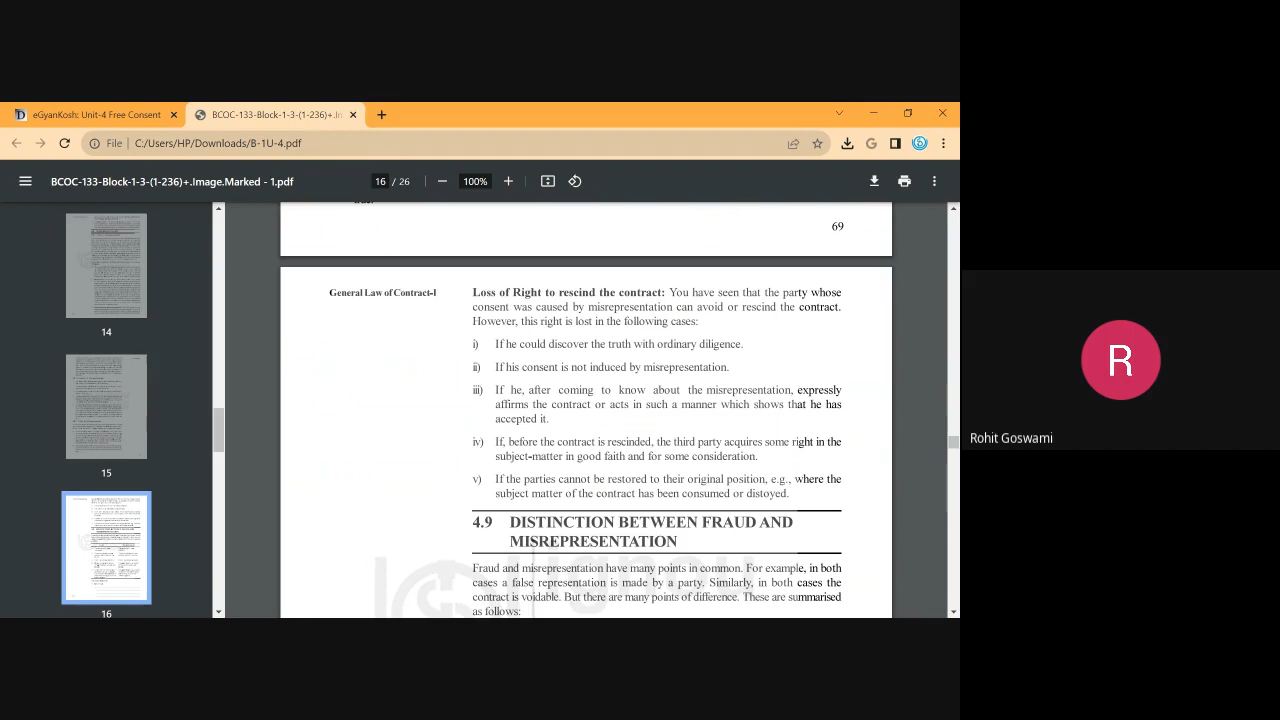 eGyanKosh: Unit-4 Free Consent
BCOC-133-Block-1-3-(1-236)+.In
File
C:/Users/HP/Downloads/B-1U-4.pdf
BCOC-133-Block-1-3-(1-236)+.Image.Marked - 1.pdf
16 / 26
100%
69
14
15
16
General Law of Contract-I
Loss of Right to rescind the contract: You have seen that the party whose
consent was caused by misrepresentation can avoid or rescind the contract.
However, this right is lost in the following cases:
i) If he could discover the truth with ordinary diligence.
ii) If his consent is not induced by misrepresentation.
iii) If he, after coming to know about the misrepresentation, expressly
affirms the contract or acts in such a manner which shows that he has
accepted it.
iv) If, before the contract is rescinded, the third party acquires some right in the
subject-matter in good faith and for some consideration.
v) If the parties cannot be restored to their original position, e.g., where the
subject matter of the contract has been consumed or distoyed.
4.9 DISTINCTION BETWEEN FRAUD AND
MISREPRESENTATION
Fraud and misrepresentation have many points in common. For example, in both
cases a false representation is made by a party. Similarly, in both cases the
contract is voidable. But there are many points of difference. These are summarised
as follows:
R
Rohit Goswami